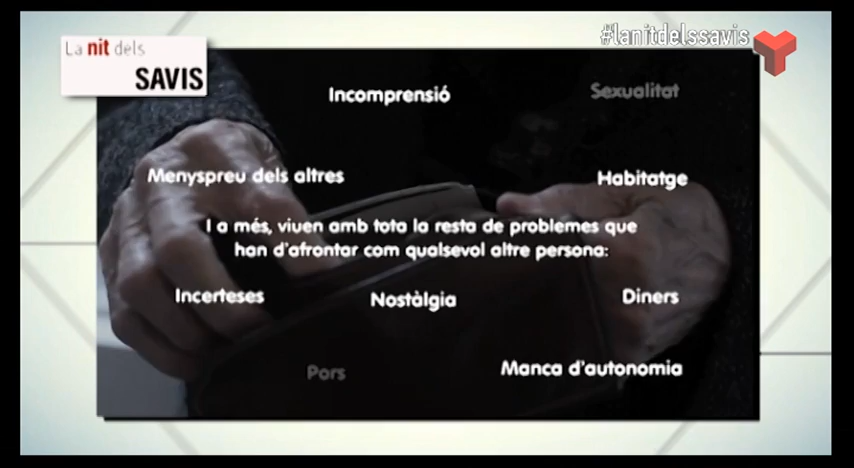 #lanitdelssavis
La nit dels
SAVIS
Incomprensió
Sexualitat
Menyspreu dels altres
Habitatge
I a més, viuen amb tota la resta de problemes que
han d'afrontar com qualsevol altre persona:
Incerteses
Nostàlgia
Diners
Pors
Manca d'autonomia